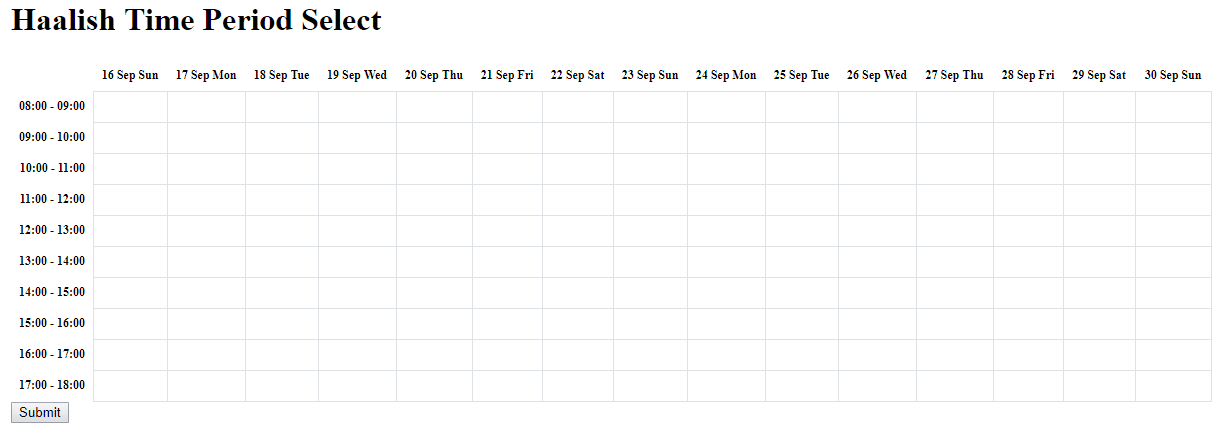 Haalish Time Period Select
16 Sep Sun 17 Sep Mon 18 Sep Tue 19 Sep Wed 20 Sep Thu 21 Sep Fri 22 Sep Sat 23 Sep Sun 24 Sep Mon 25 Sep Tue 26 Sep Wed 27 Sep Thu 28 Sep Fri 29 Sep Sat 30 Sep Sun
08:00 - 09:00
09:00 - 10:00
10:00 - 11:00
11:00 - 12:00
12:00 - 13:00
13:00 - 14:00
14:00 - 15:00
15:00 - 16:00
16:00 - 17:00
17:00 - 18:00
Submit